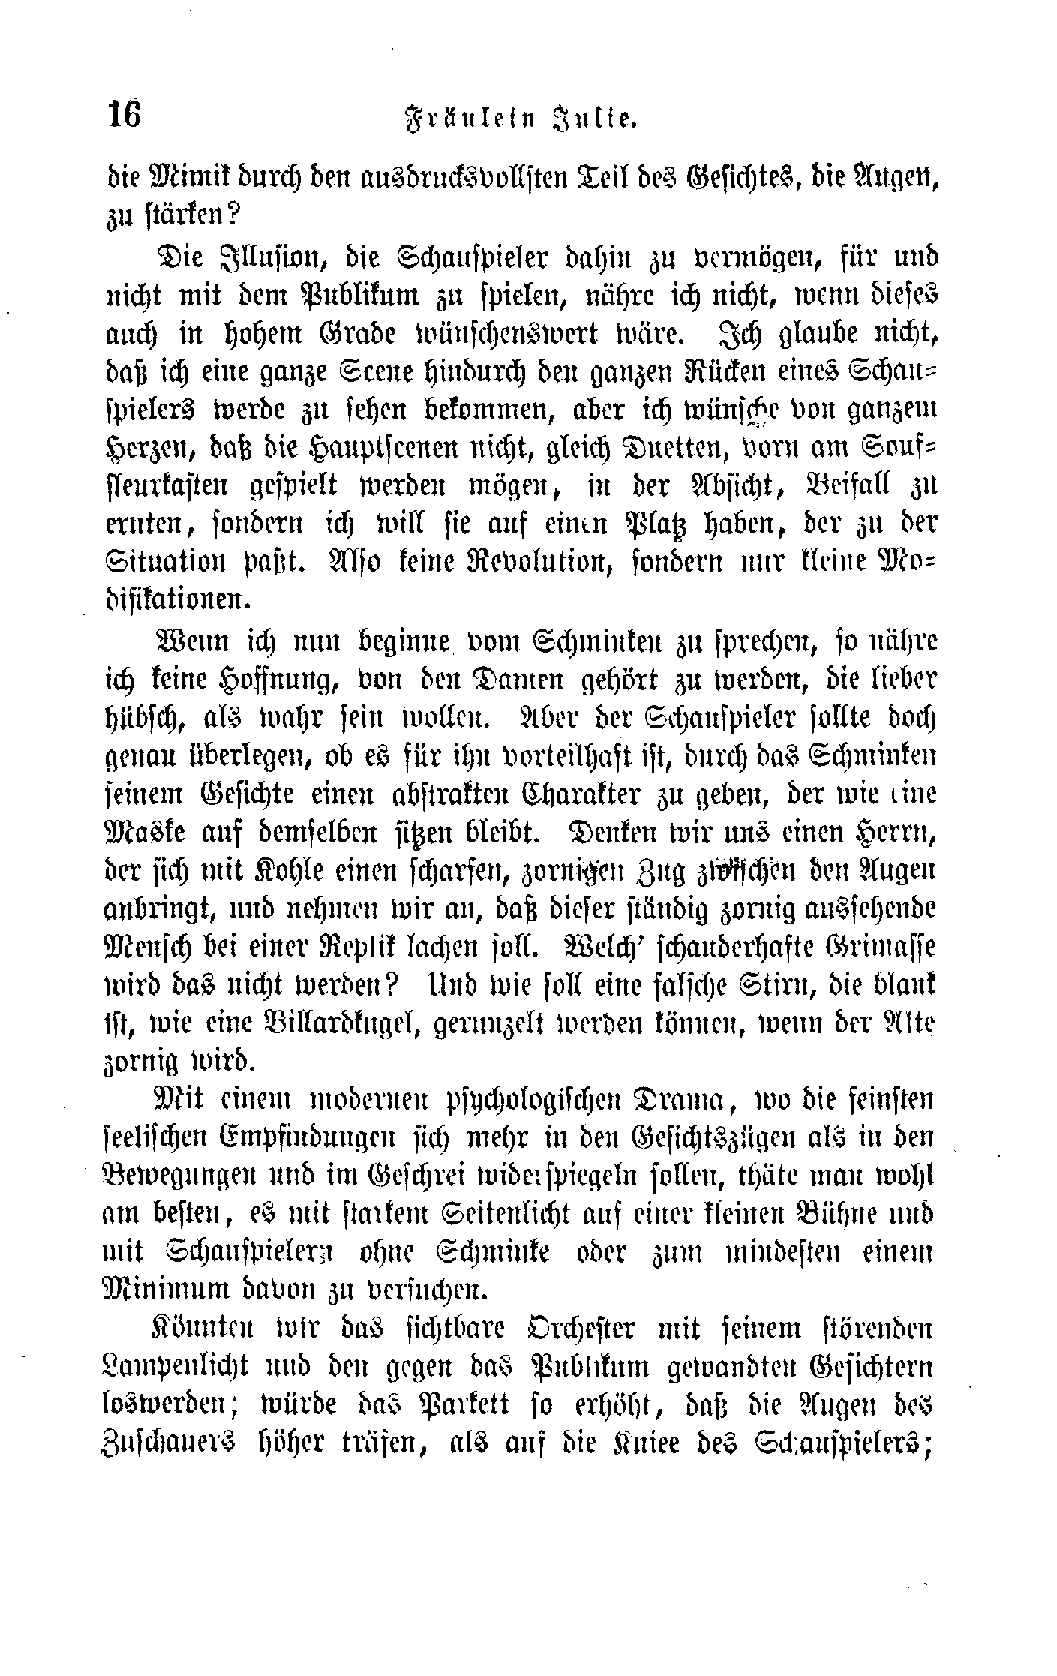 16 Fräulein Julie.
die Mimik durch den ausdrucksvollsten Teil des Gesichtes, die Augen,
zu stärken?
Die Illusion, die Schauspieler dahin zu vermögen, für und
nicht mit dem Publikum zu spielen, nähre ich nicht, wenn dieses
auch in hohem Grade wünschenswert wäre. Ich glaube nicht,
daß ich eine ganze Scene hindurch den ganzen Rücken eines Schau-
spielers werde zu sehen bekommen, aber ich wünsche von ganzem
Herzen, daß die Hauptscenen nicht, gleich Duetten, vorn am Souf-
fleurkasten gespielt werden mögen, in der Absicht, Beifall zu
ernten, sondern ich will sie auf einen Platz haben, der zu der
Situation paßt. Also keine Revolution, sondern nur kleine Mo-
difikationen.
Wenn ich nun beginne vom Schminken zu sprechen, so nähre
ich keine Hoffnung, von den Damen gehört zu werden, die lieber
hübsch, als wahr sein wollen. Aber der Schauspieler sollte doch
genau überlegen, ob es für ihn vorteilhaft ist, durch das Schminken
seinem Gesichte einen abstrakten Charakter zu geben, der wie eine
Maske auf demselben sitzen bleibt. Denken wir uns einen Herrn,
der sich mit Kohle einen scharfen, zornigen Zug zwischen den Augen
anbringt, und nehmen wir an, daß dieser ständig zornig aussehende
Mensch bei einer Replik lachen soll. Welch' schauderhafte Grimasse
wird das nicht werden? Und wie soll eine falsche Stirn, die blank
ist, wie eine Billardkugel, gerunzelt werden können, wenn der Alte
zornig wird.
Mit einem modernen psychologischen Drama, wo die feinsten
seelischen Empfindungen sich mehr in den Gesichtszügen als in den
Bewegungen und im Geschrei widerspiegeln sollen, thäte man wohl
am besten, es mit starkem Seitenlicht auf einer kleinen Bühne und
mit Schauspielern ohne Schminke oder zum mindesten einem
Minimum davon zu versuchen.
Könnten wir das sichtbare Orchester mit seinem störenden
Lampenlicht und den gegen das Publikum gewandten Gesichtern
loswerden; würde das Parkett so erhöht, daß die Augen des
Zuschauers höher träfen, als auf die Kniee des Schauspielers;